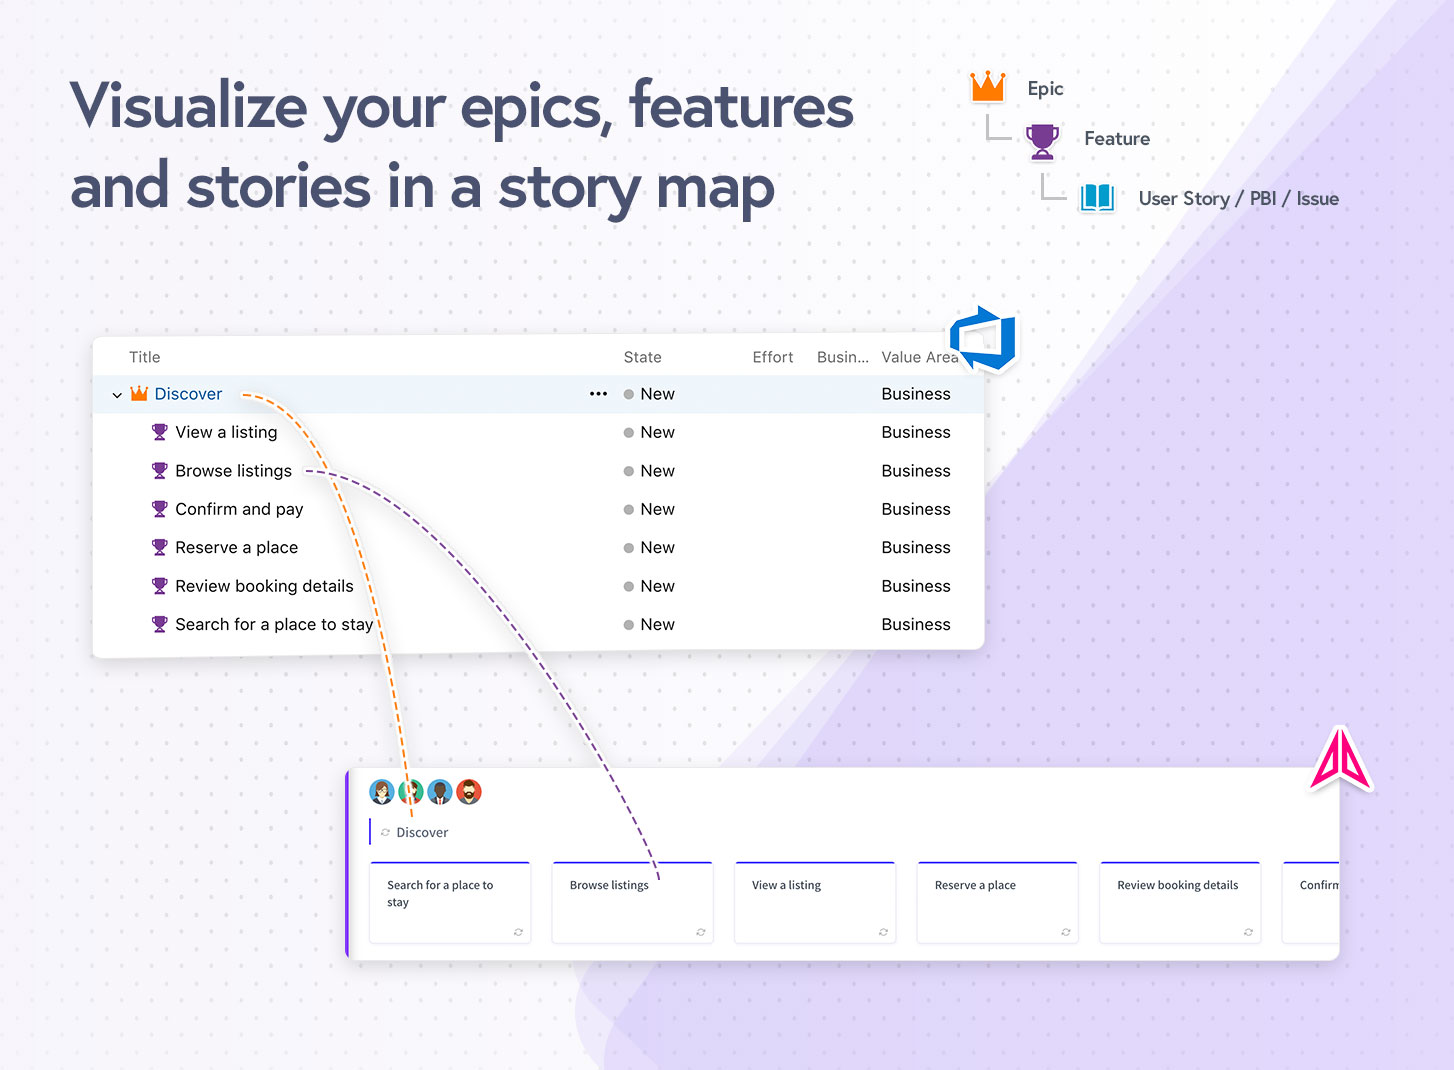 Visualize your epics, features
and stories in a story map
Epic
Feature
User Story / PBI / Issue
Title State Effort Busin... Value Area
Discover ••• New Business
View a listing New Business
Browse listings New Business
Confirm and pay New Business
Reserve a place New Business
Review booking details New Business
Search for a place to stay New Business
Discover
Search for a place to
stay
Browse listings
View a listing
Reserve a place
Review booking details
Confirm